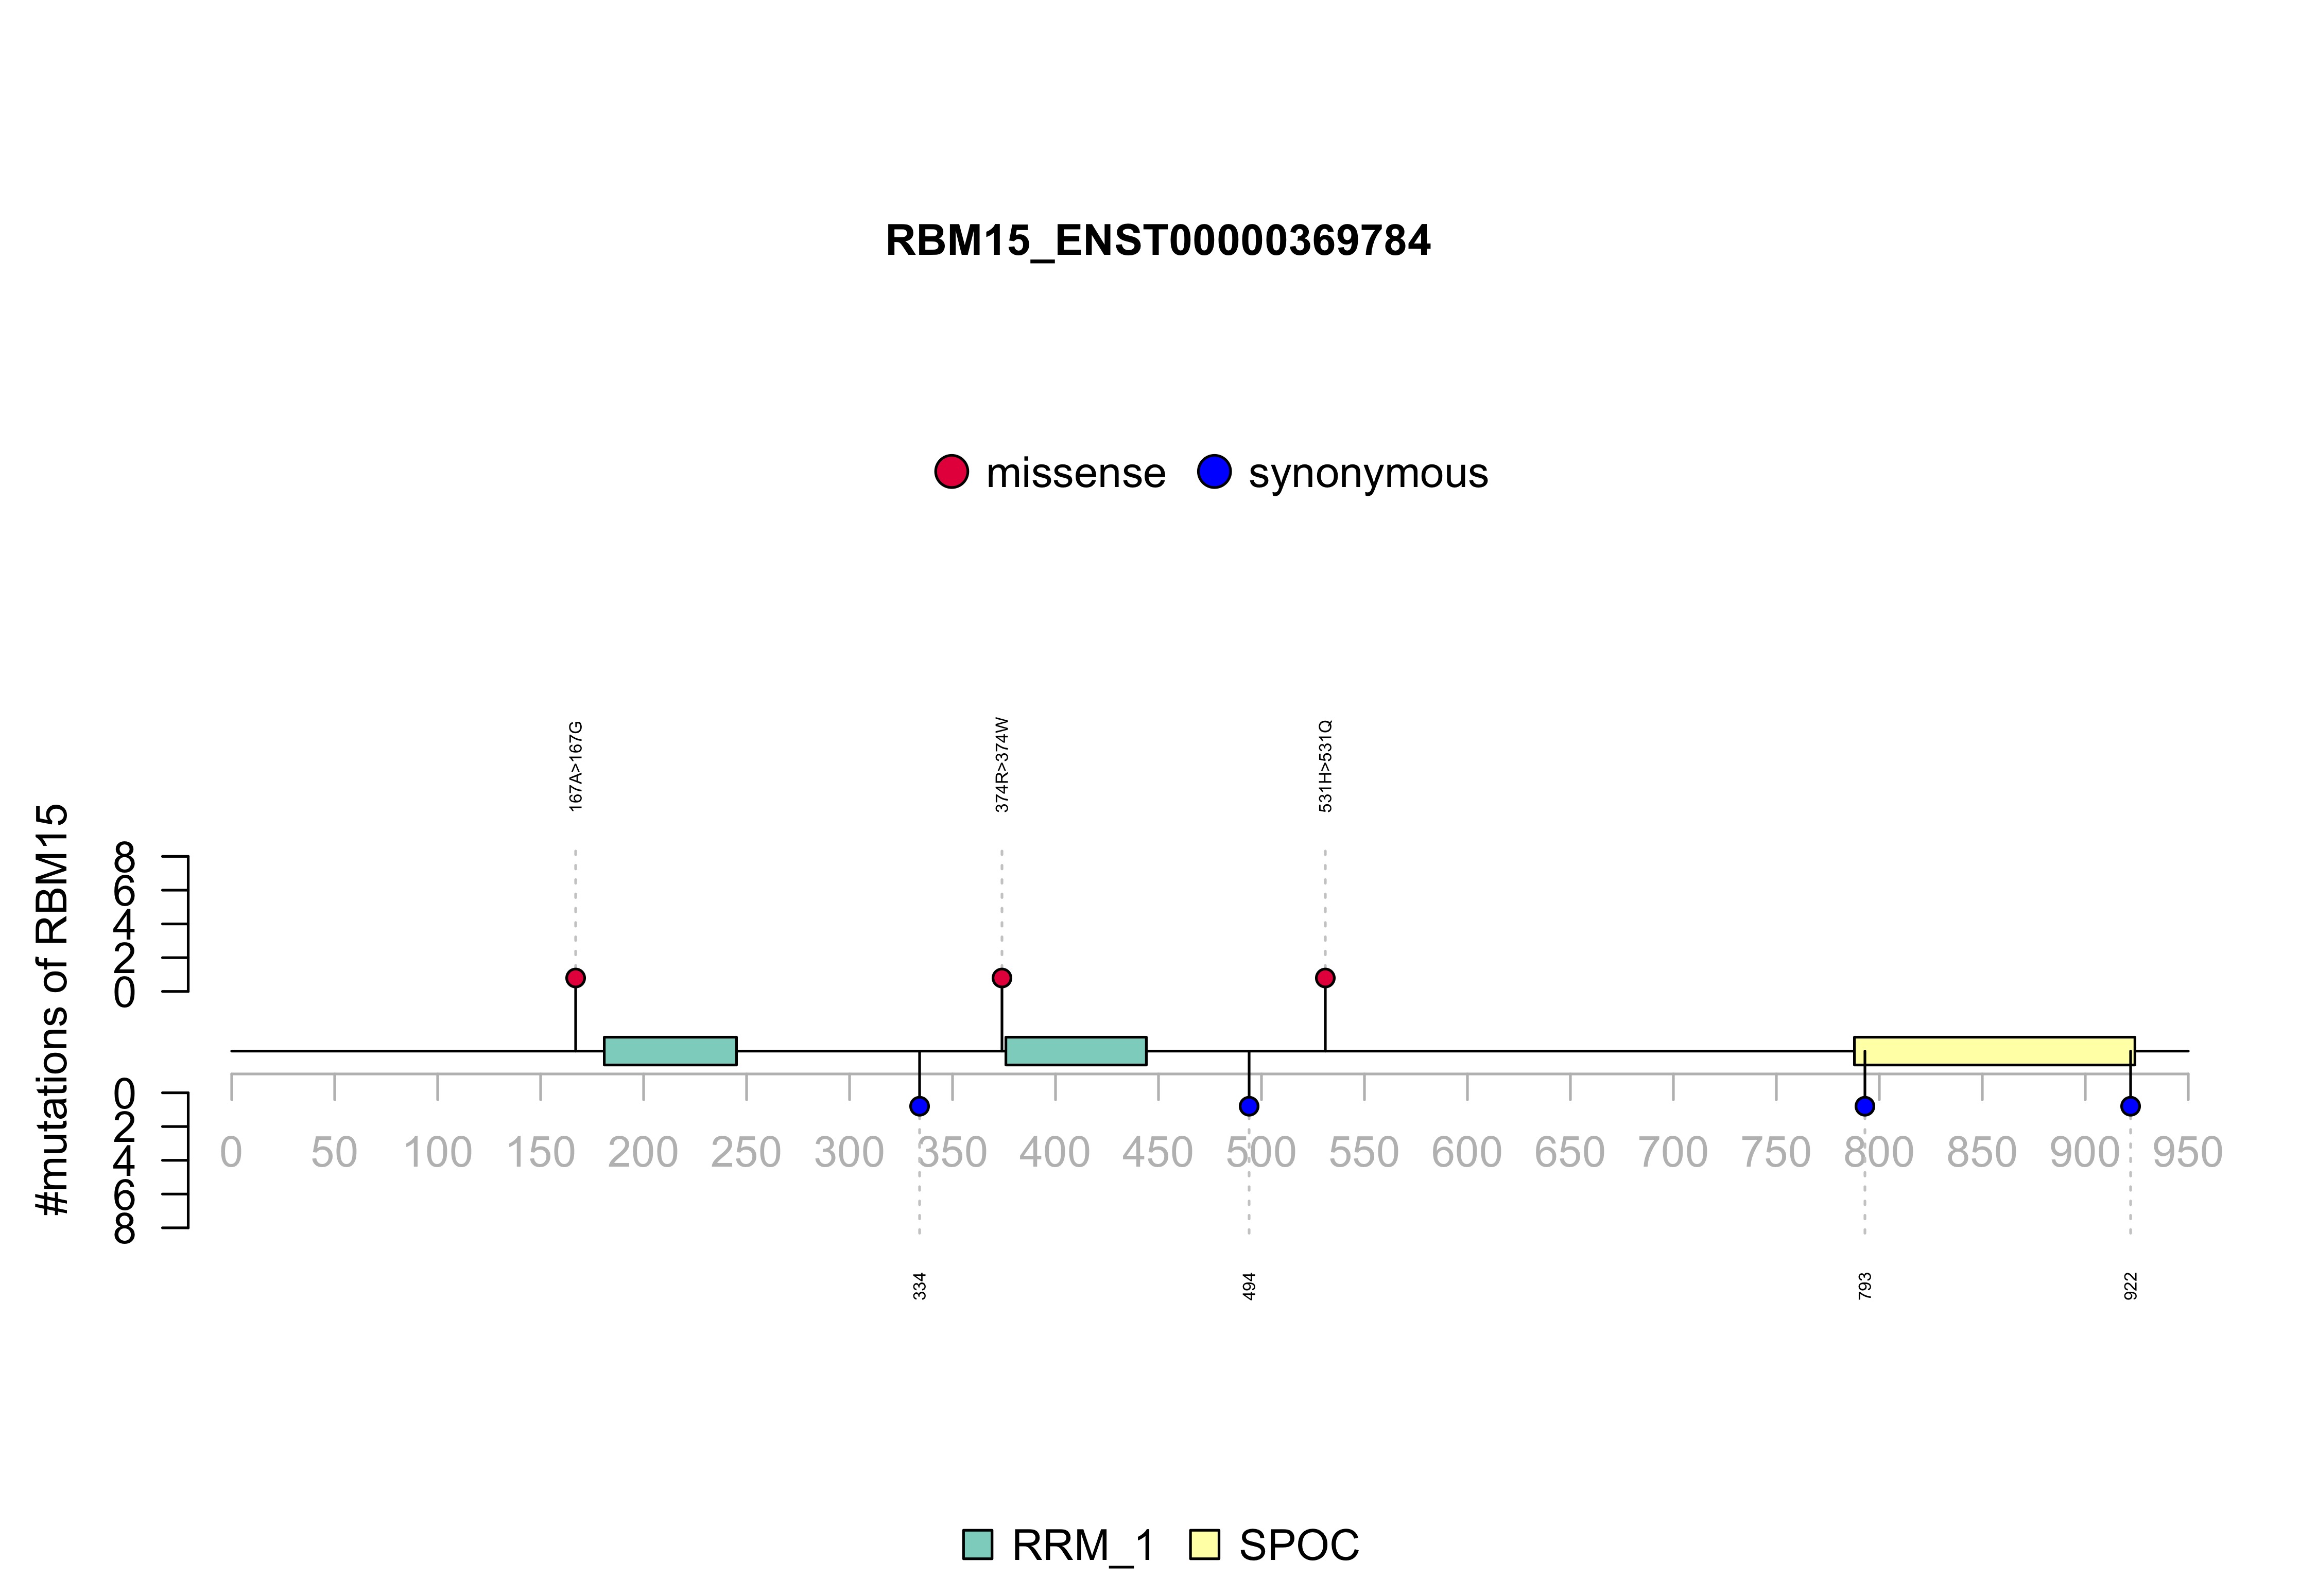 RBM15_ENST00000369784
missense synonymous
167A>167G
374R>374W
531H>531Q
#mutations of RBM15
8
6
4
2
0
0
2
4
6
8
0 50 100 150 200 250 300 350 400 450 500 550 600 650 700 750 800 850 900 950
334
494
793
922
RRM_1 SPOC